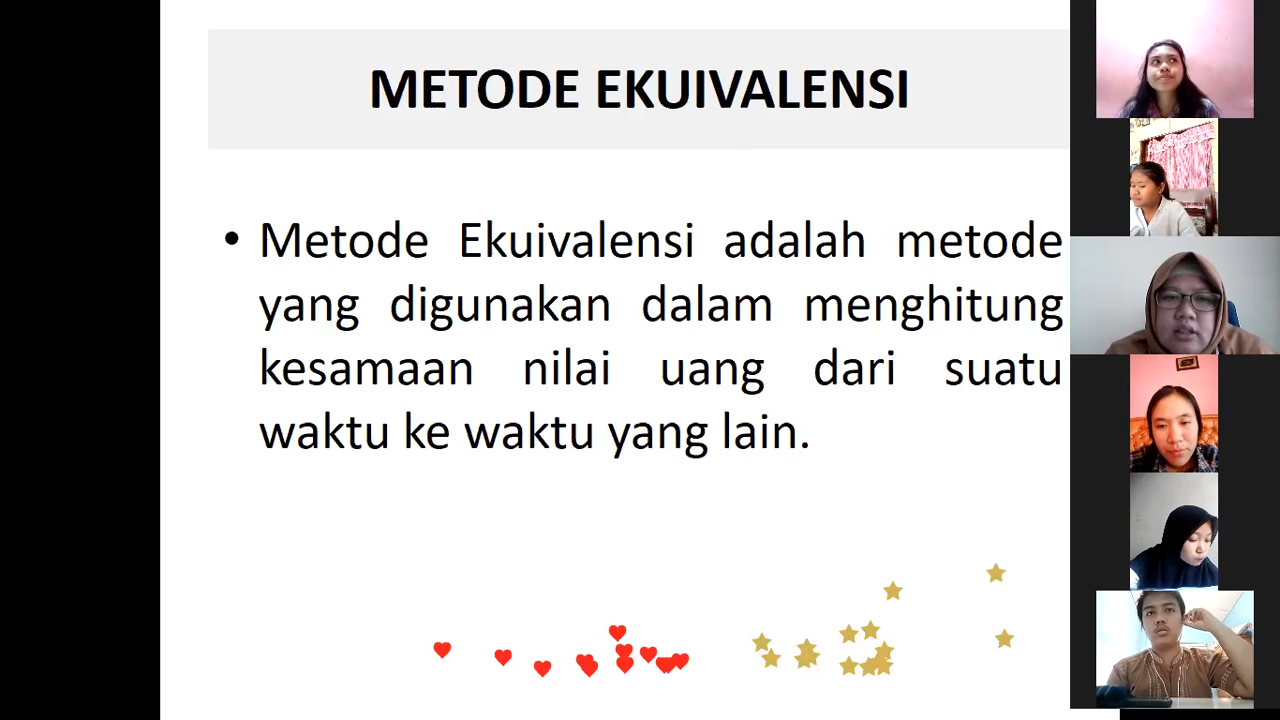 METODE EKUIVALENSI
• Metode Ekuivalensi adalah metode
yang digunakan dalam menghitung
kesamaan nilai uang dari suatu
waktu ke waktu yang lain.